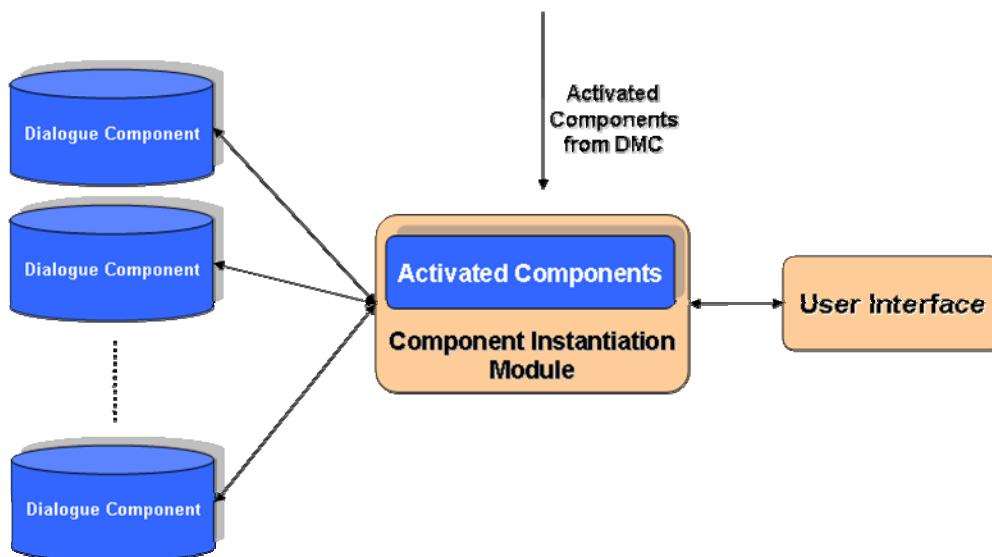 Activated
Components
from DMC
Dialogue Component
Dialogue Component
Activated Components
Component Instantiation
Module
User Interface
Dialogue Component